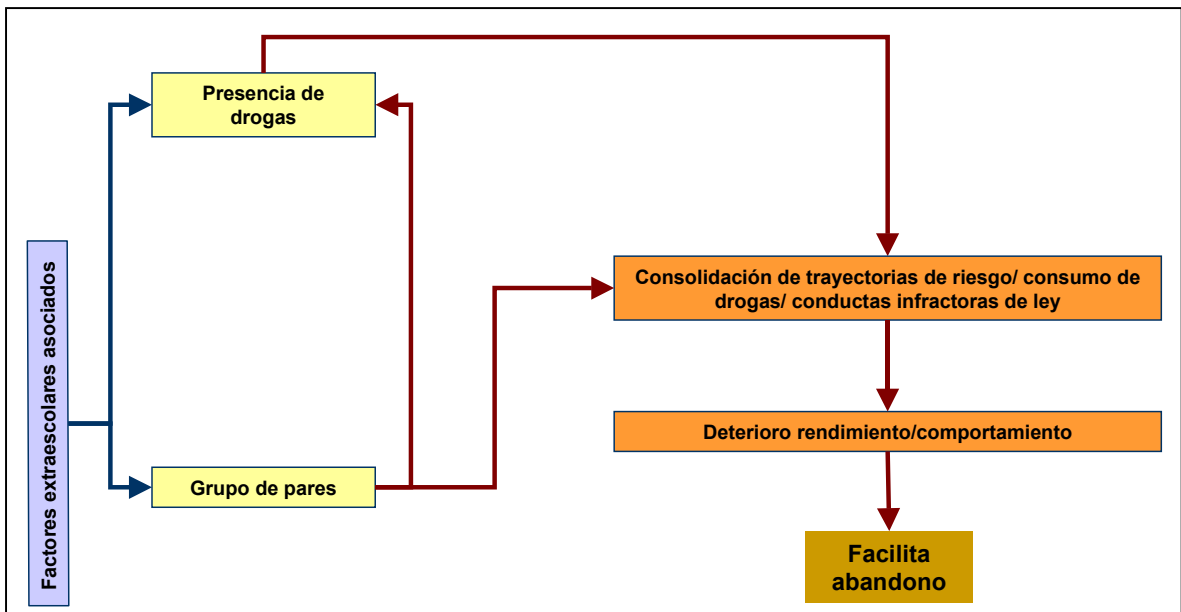 Presencia de
drogas
Factores extraescolares asociados
Consolidación de trayectorias de riesgo/ consumo de
drogas/ conductas infractoras de ley
Deterioro rendimiento/comportamiento
Grupo de pares
Facilita
abandono